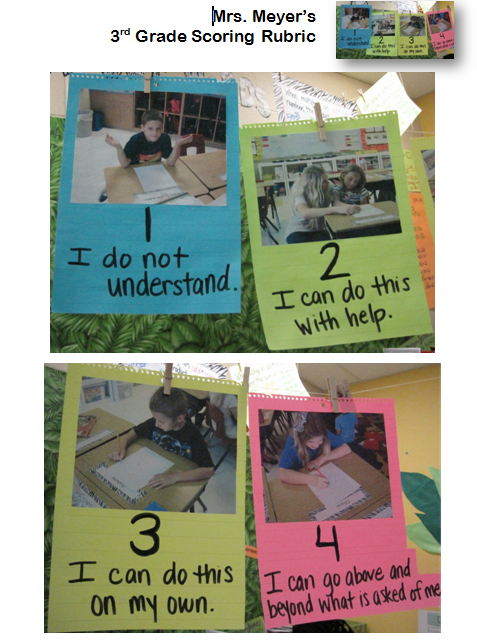 Mrs. Meyer's
3rd Grade Scoring Rubric
1
I do not
understand.
2
I can do this
with help.
3
I can do this
on my own.
4
I can go above and
beyond what is asked of me